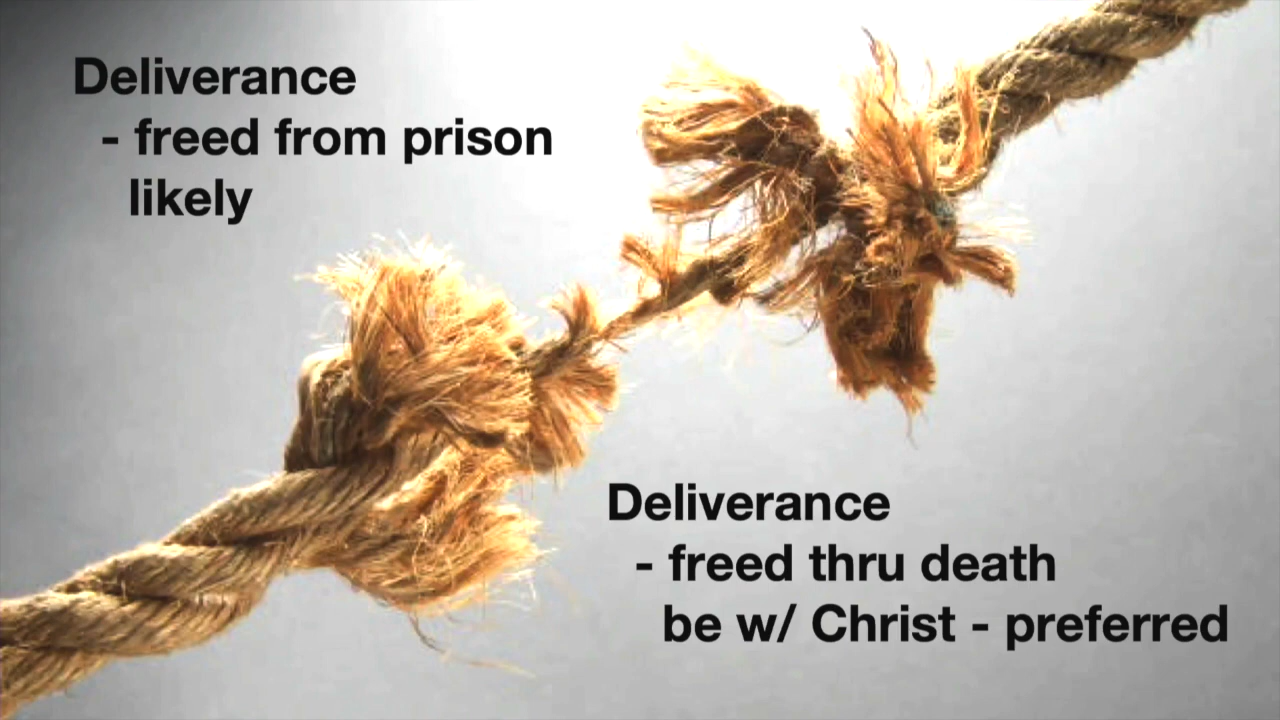 Deliverance
- freed from prison
likely
Deliverance
- freed thru death
be w/ Christ - preferred